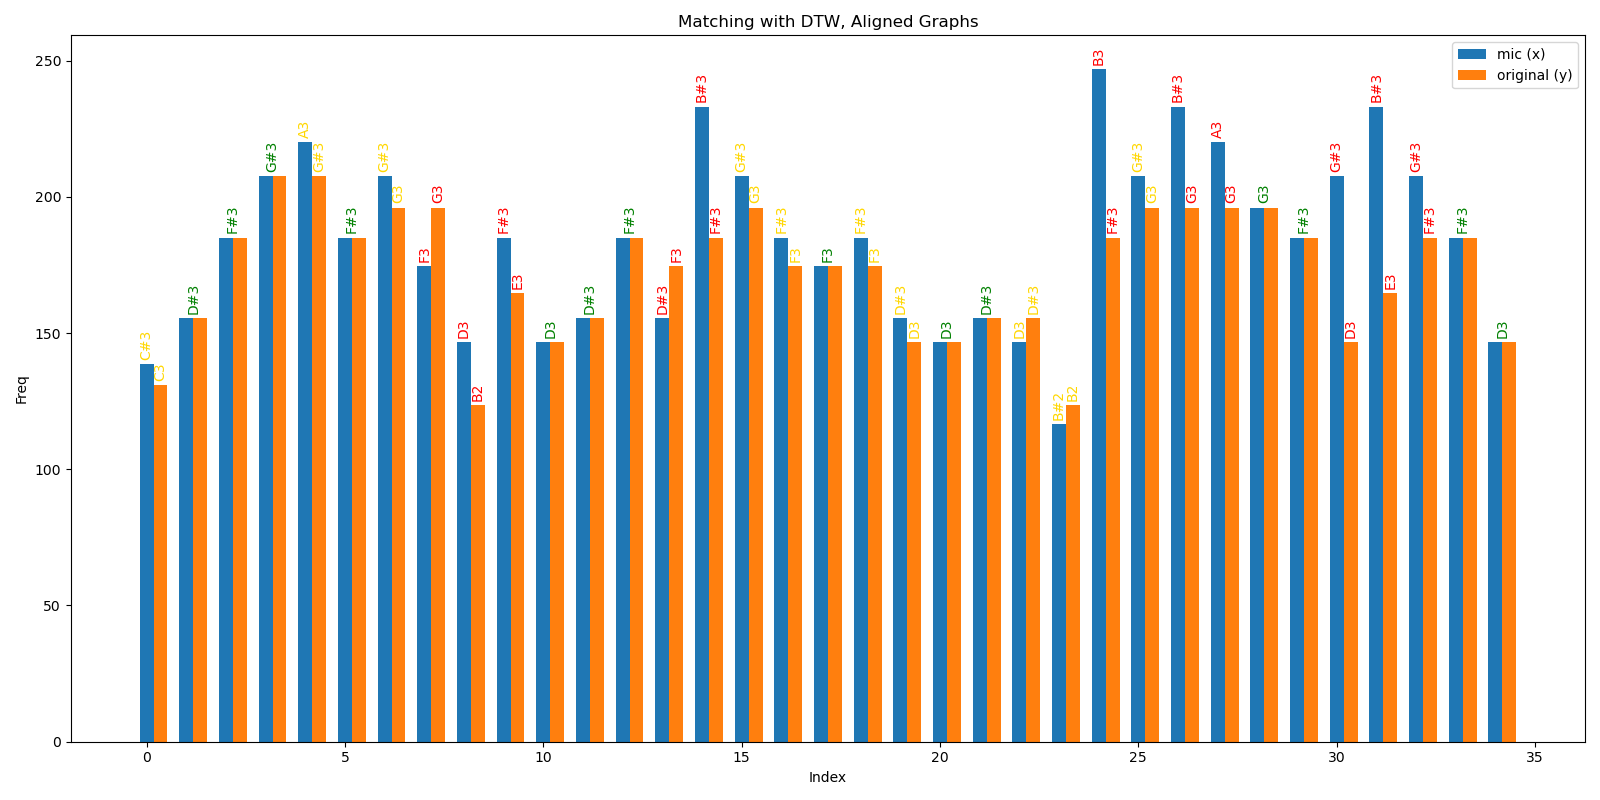 Matching with DTW, Aligned Graphs
mic (x)
original (y)
Freq
250
200
150
100
50
0
C#3
C3
D#3
F#3
G#3
A3
G#3
F#3
G#3
G3
F3
G3
D3
B2
F#3
E3
D3
D#3
F#3
D#3
F3
B#3
F#3
G#3
G3
F#3
F3
F3
F#3
F3
D#3
D3
D3
D#3
D3
D#3
B#2
B2
B3
F#3
G#3
G3
B#3
G3
A3
G3
G3
F#3
G#3
D3
B#3
E3
G#3
F#3
F#3
D3
0
5
10
15
20
25
30
35
Index